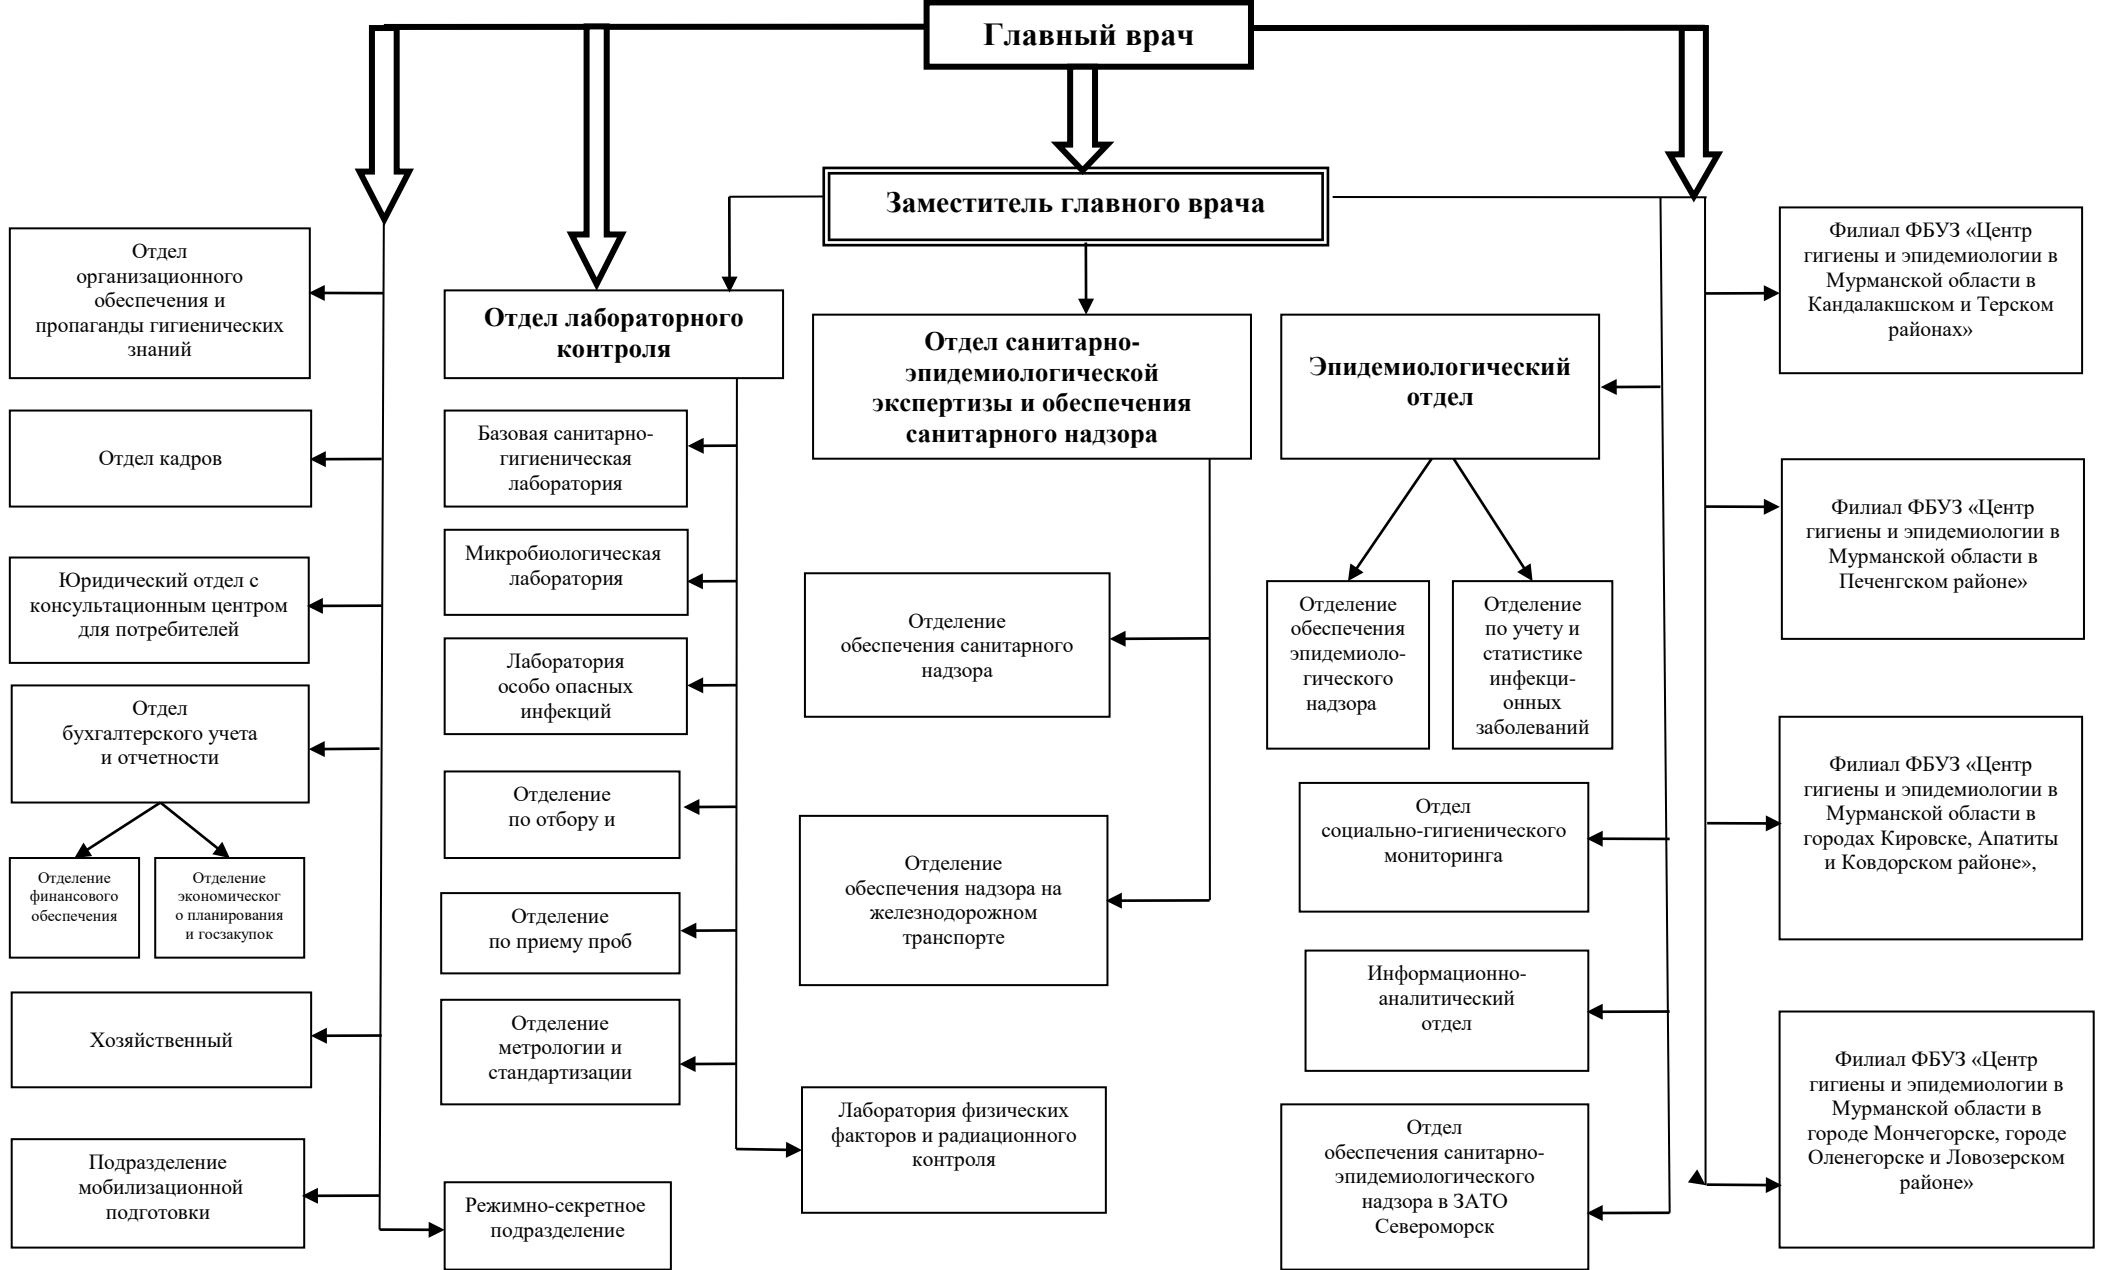 Главный врач
Заместитель главного врача
Отдел
организационного
обеспечения и
пропаганды гигиенических
знаний
Отдел кадров
Юридический отдел с
консультационным центром
для потребителей
Отдел
бухгалтерского учета
и отчетности
Отделение
финансового
обеспечения
Отделение
экономическог
о планирования
и госзакупок
Хозяйственный
Подразделение
мобилизационной
подготовки
Режимно-секретное
подразделение
Отдел лабораторного
контроля
Базовая санитарно-
гигиеническая
лаборатория
Микробиологическая
лаборатория
Лаборатория
особо опасных
инфекций
Отделение
по отбору и
Отделение
по приему проб
Отделение
метрологии и
стандартизации
Лаборатория физических
факторов и радиационного
контроля
Отдел санитарно-
эпидемиологической
экспертизы и обеспечения
санитарного надзора
Отделение
обеспечения санитарного
надзора
Отделение
обеспечения надзора на
железнодорожном
транспорте
Эпидемиологический
отдел
Отделение
обеспечения
эпидемиоло-
гического
надзора
Отделение
по учету и
статистике
инфекци-
онных
заболеваний
Отдел
социально-гигиенического
мониторинга
Информационно-
аналитический
отдел
Отдел
обеспечения санитарно-
эпидемиологического
надзора в ЗАТО
Североморск
Филиал ФБУЗ «Центр
гигиены и эпидемиологии в
Мурманской области в
Кандалакшском и Терском
районах»
Филиал ФБУЗ «Центр
гигиены и эпидемиологии в
Мурманской области в
Печенгском районе»
Филиал ФБУЗ «Центр
гигиены и эпидемиологии в
Мурманской области в
городах Кировске, Апатиты
и Ковдорском районе»,
Филиал ФБУЗ «Центр
гигиены и эпидемиологии в
Мурманской области в
городе Мончегорске, городе
Оленегорске и Ловозерском
районе»